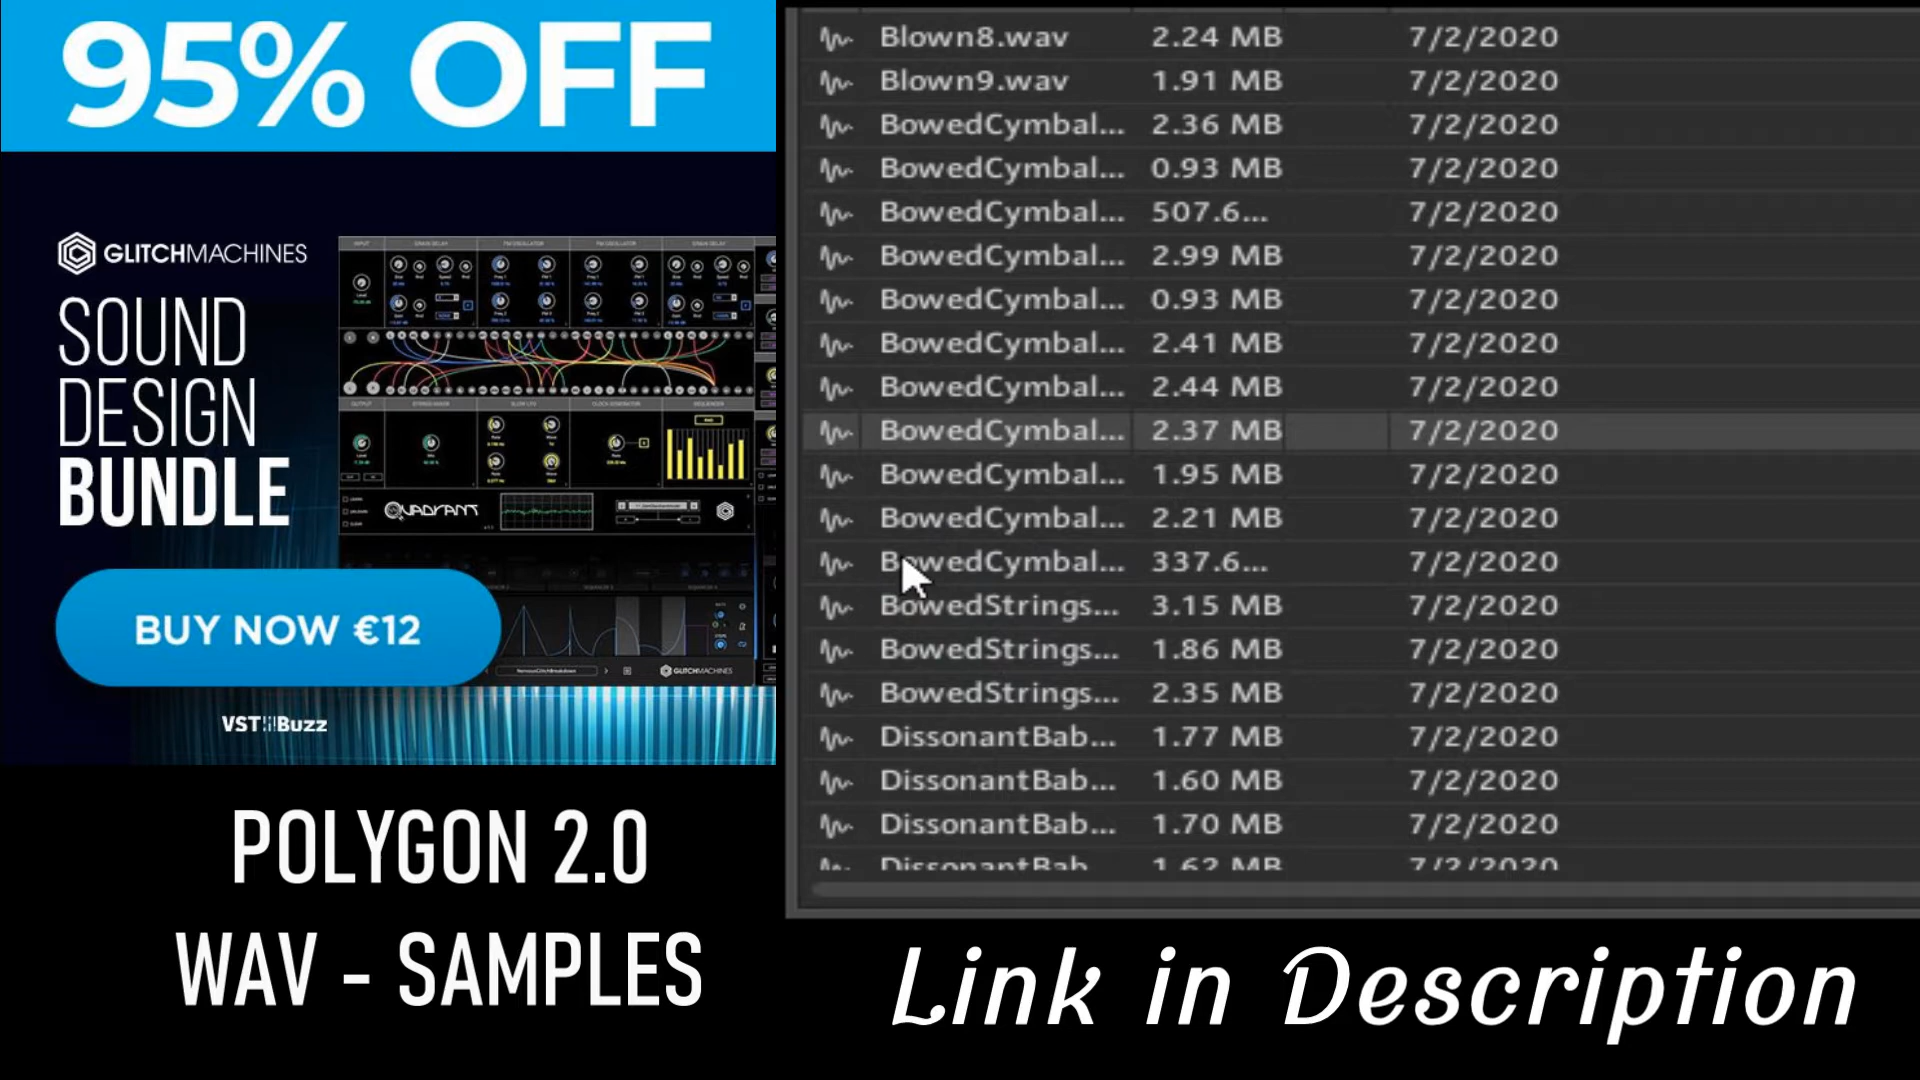 95% OFF
GLITCHMACHINES
SOUND
DESIGN
BUNDLE
BUY NOW €12
VST Buzz
QUADRANT
GLITCHMACHINES
POLYGON 2.0
WAV - SAMPLES
Blown8.wav 2.24 MB 7/2/2020
Blown9.wav 1.91 MB 7/2/2020
BowedCymbal... 2.36 MB 7/2/2020
BowedCymbal... 0.93 MB 7/2/2020
BowedCymbal... 507.6... 7/2/2020
BowedCymbal... 2.99 MB 7/2/2020
BowedCymbal... 0.93 MB 7/2/2020
BowedCymbal... 2.41 MB 7/2/2020
BowedCymbal... 2.44 MB 7/2/2020
BowedCymbal... 2.37 MB 7/2/2020
BowedCymbal... 1.95 MB 7/2/2020
BowedCymbal... 2.21 MB 7/2/2020
BowedCymbal... 337.6... 7/2/2020
BowedStrings... 3.15 MB 7/2/2020
BowedStrings... 1.86 MB 7/2/2020
BowedStrings... 2.35 MB 7/2/2020
DissonantBab... 1.77 MB 7/2/2020
DissonantBab... 1.60 MB 7/2/2020
DissonantBab... 1.70 MB 7/2/2020
DissonantBab 1.62 MB 7/2/2020
Link in Description